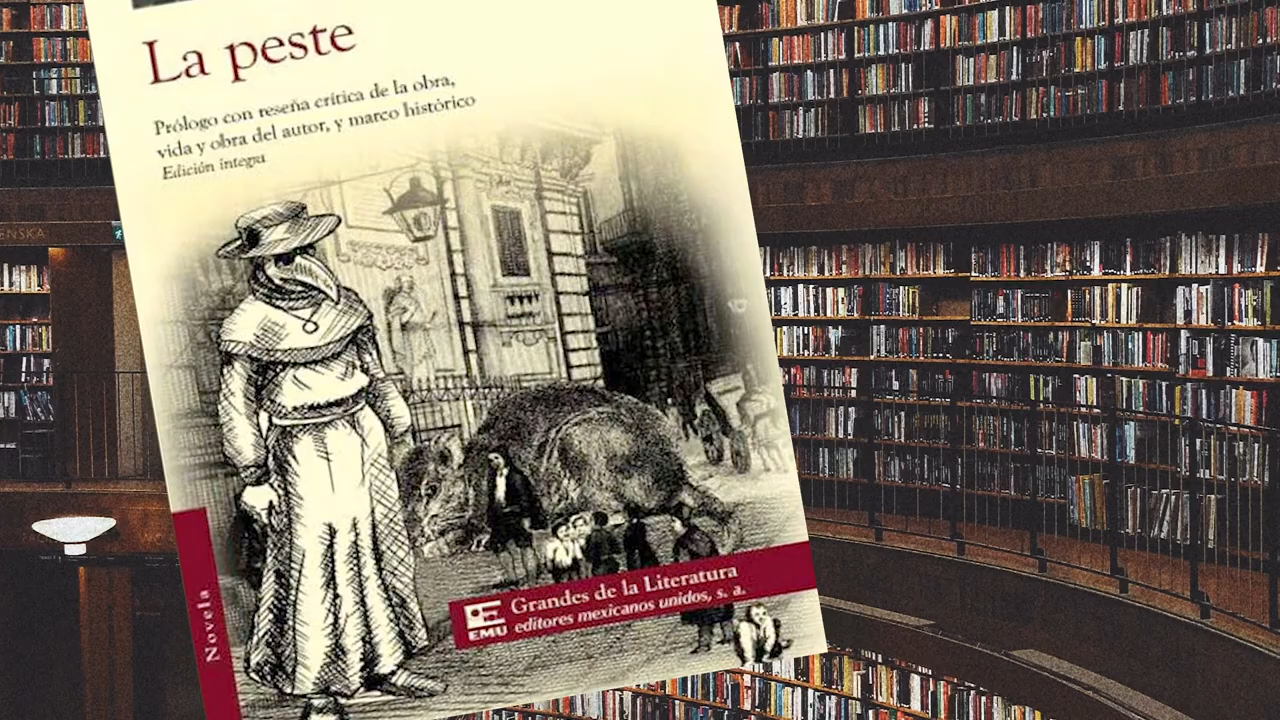 La peste
Prólogo con reseña crítica de la obra,
vida y obra del autor, y marco histórico
Edición íntegra
ENSKA
Novela
EMU
Grandes de la Literatura
editores mexicanos unidos, s. a.